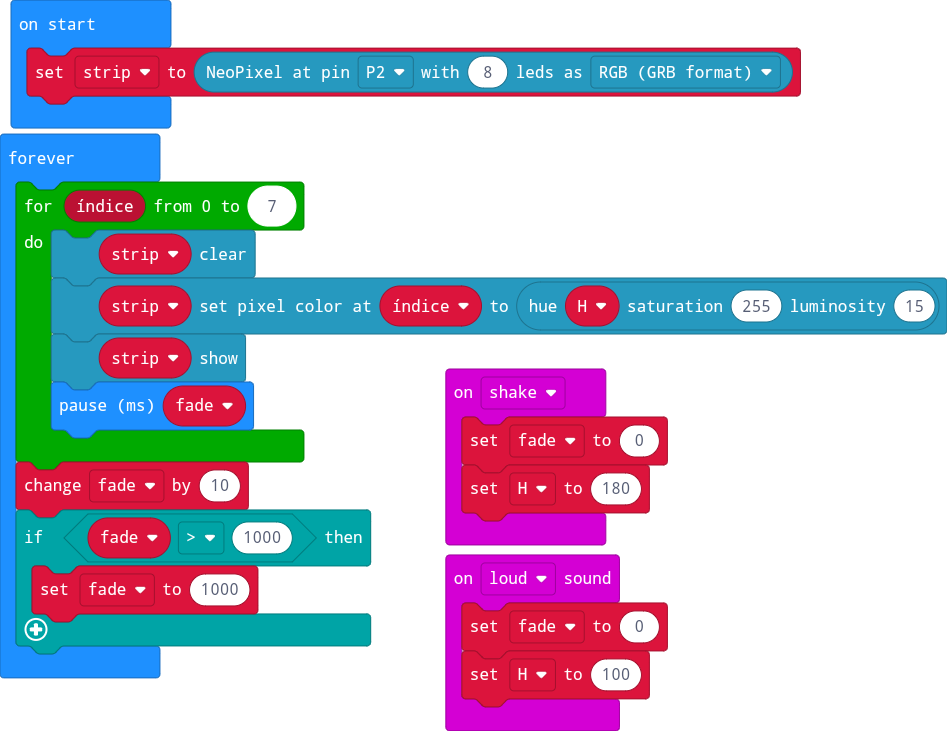 on start
set strip to NeoPixel at pin P2 with 8 leds as RGB (GRB format)
forever
for índice from 0 to 7
do
strip clear
strip set pixel color at índice to hue H saturation 255 luminosity 15
strip show
pause (ms) fade
change fade by 10
if fade > 1000 then
set fade to 1000
on shake
set fade to 0
set H to 180
on loud sound
set fade to 0
set H to 100